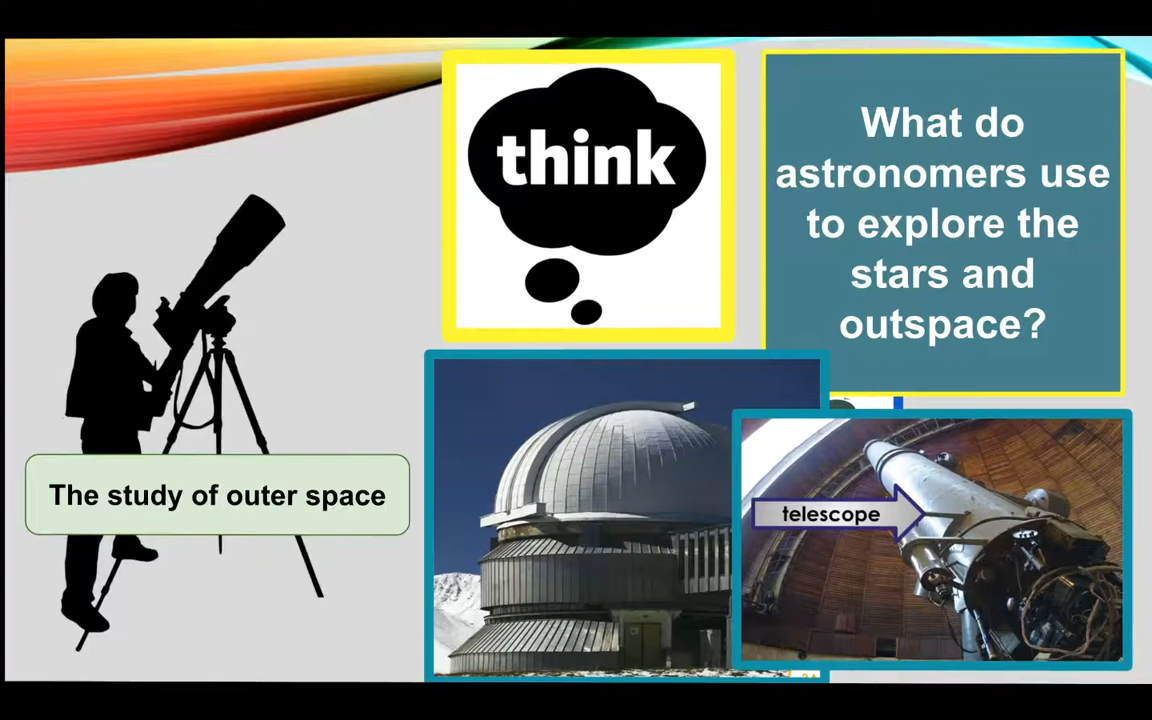 think
What do
astronomers use
to explore the
stars and
outspace?
The study of outer space
telescope